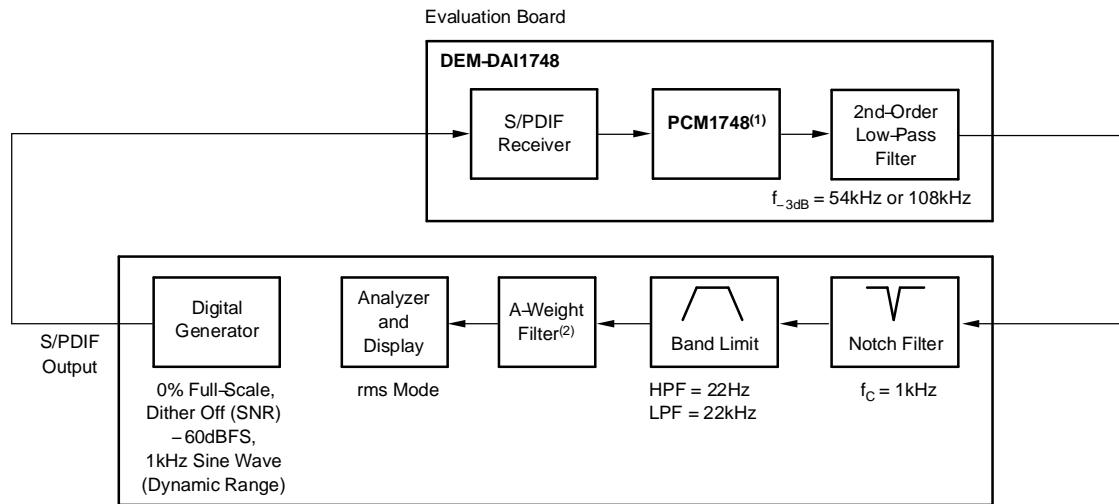 Evaluation Board
DEM–DAI1748
S/PDIF
Receiver
PCM1748(1)
2nd–Order
Low–Pass
Filter
f–3dB = 54kHz or 108kHz
S/PDIF
Output
Digital
Generator
0% Full–Scale,
Dither Off (SNR)
–60dBFS,
1kHz Sine Wave
(Dynamic Range)
Analyzer
and
Display
rms Mode
A–Weight
Filter(2)
Band Limit
HPF = 22Hz
LPF = 22kHz
Notch Filter
fC = 1kHz